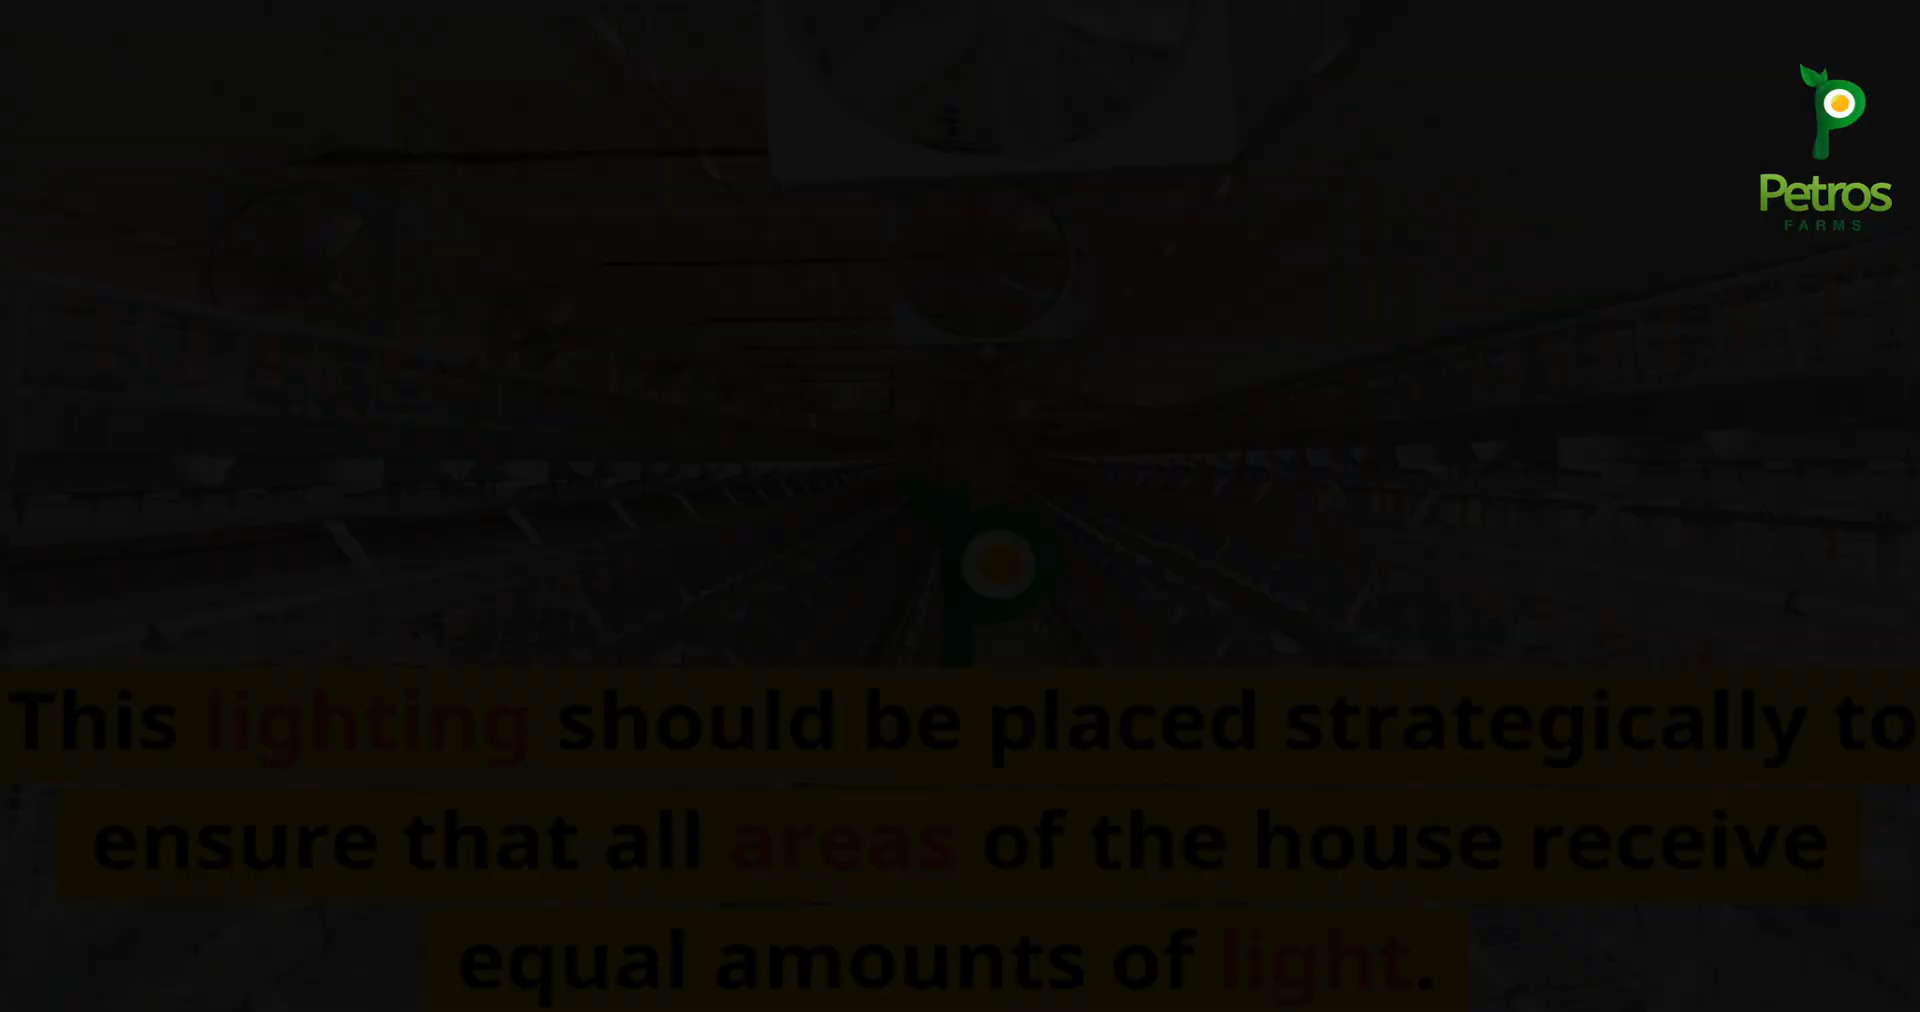 Petros
FARMS
This lighting should be placed strategically to
ensure that all areas of the house receive
equal amounts of light.